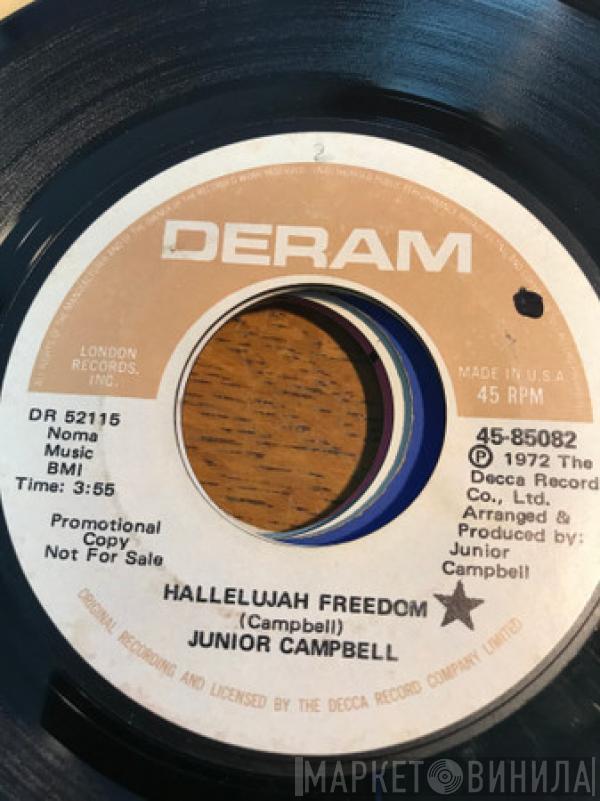 2
DERAM
LONDON
RECORDS,
INC.
MADE IN U.S.A.
45 RPM
DR 52115
Noma
Music
BMI
Time: 3:55
Promotional
Copy
Not For Sale
45-85082
Ⓟ 1972 The
Decca Record
Co., Ltd.
Arranged &
Produced by:
Junior
Campbell
HALLELUJAH FREEDOM
(Campbell)
JUNIOR CAMPBELL
ORIGINAL RECORDING AND LICENSED BY THE DECCA RECORD COMPANY LIMITED
МАРКЕТ ВИНИЛА